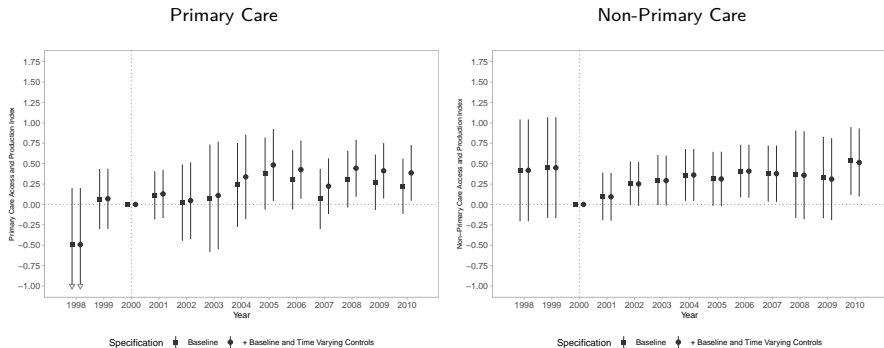 Primary Care
Primary Care Access and Production Index
1.75
1.50
1.25
1.00
0.75
0.50
0.25
0.00
−0.25
−0.50
−0.75
−1.00
1998 1999 2000 2001 2002 2003 2004 2005 2006 2007 2008 2009 2010
Year
Specification Baseline + Baseline and Time Varying Controls
Non-Primary Care
Non−Primary Care Access and Production Index
1.75
1.50
1.25
1.00
0.75
0.50
0.25
0.00
−0.25
−0.50
−0.75
−1.00
1998 1999 2000 2001 2002 2003 2004 2005 2006 2007 2008 2009 2010
Year
Specification Baseline + Baseline and Time Varying Controls